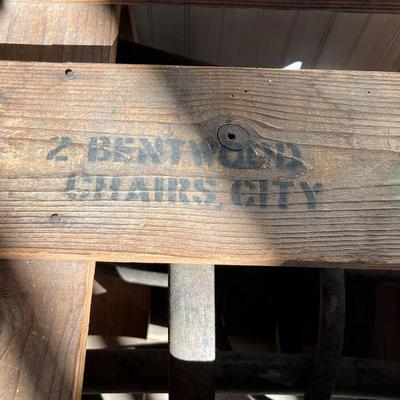 2 BENTWOOD
CHAIRS, CITY